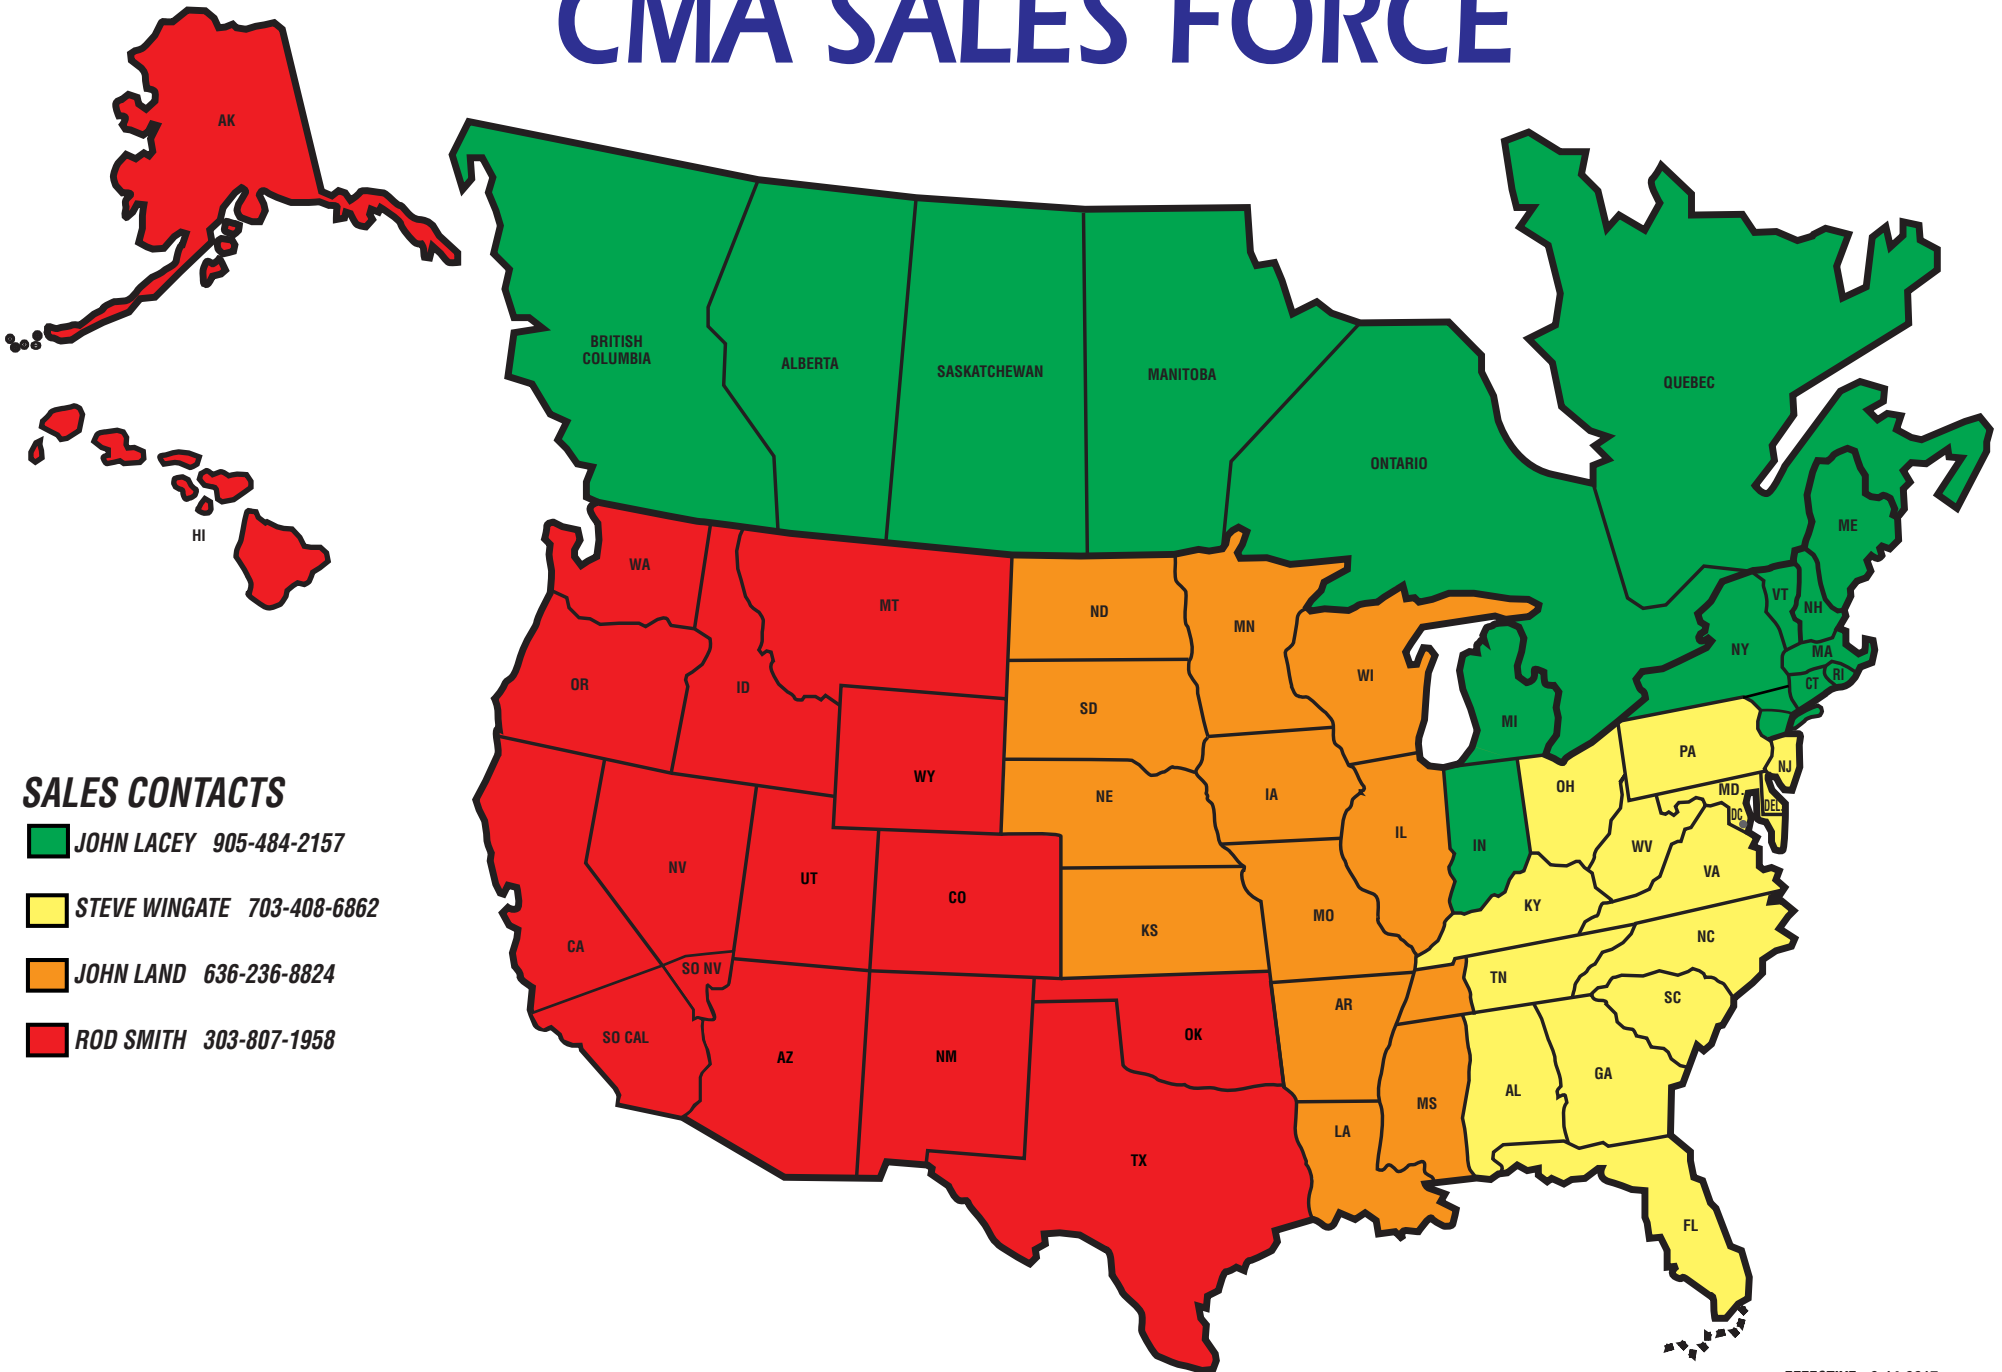 CMA SALES FORCE
AK
BRITISH
COLUMBIA
ALBERTA
SASKATCHEWAN
MANITOBA
ONTARIO
QUEBEC
HI
WA
MT
ND
MN
ME
VT
NH
NY
MA
RI
CT
OR
ID
SD
WI
MI
WY
NE
IA
IL
IN
OH
PA
NJ
MD.
DEL.
DC
WV
VA
KY
NV
UT
CO
KS
MO
CA
SO NV
SO CAL
AZ
NM
OK
AR
TN
NC
SC
TX
LA
MS
AL
GA
FL
SALES CONTACTS
JOHN LACEY 905-484-2157
STEVE WINGATE 703-408-6862
JOHN LAND 636-236-8824
ROD SMITH 303-807-1958